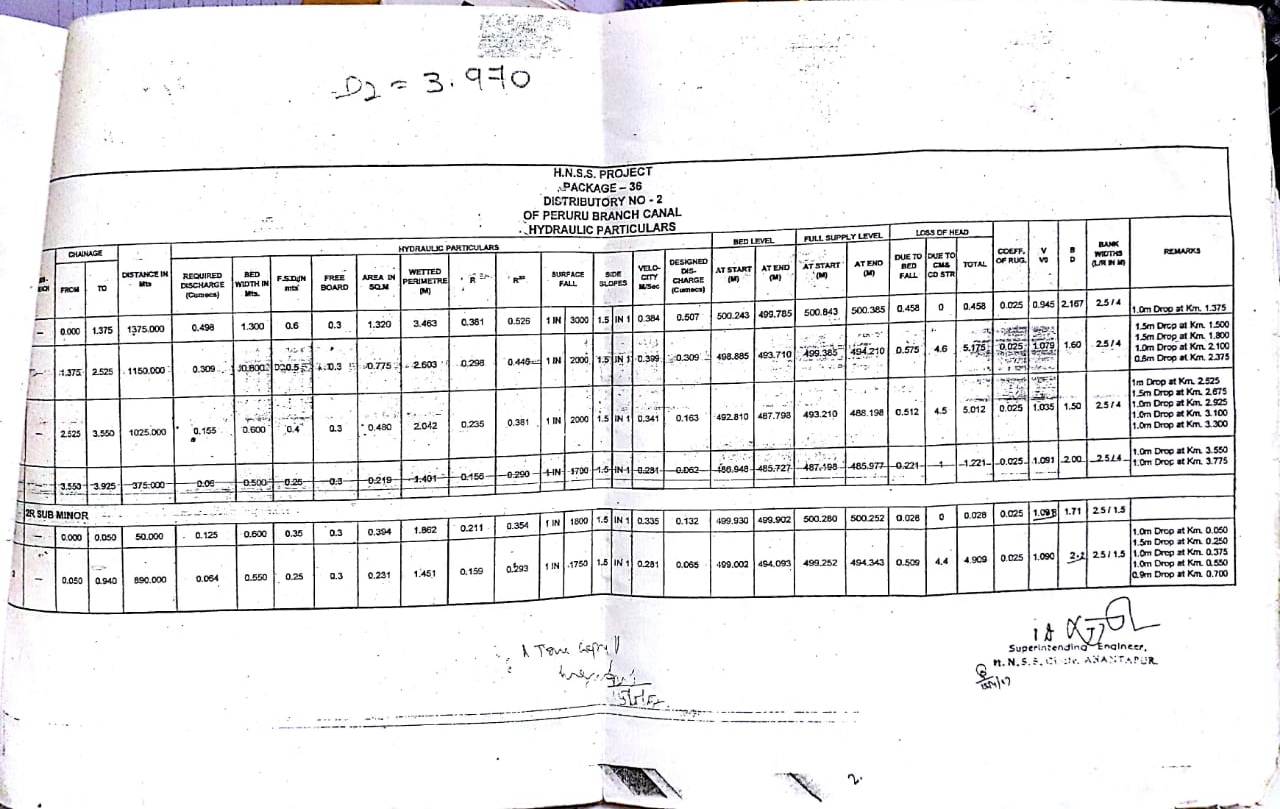 D2 = 3.970
H.N.S.S. PROJECT
PACKAGE – 36
DISTRIBUTORY NO - 2
OF PERURU BRANCH CANAL
HYDRAULIC PARTICULARS
CHAINAGE DISTANCE IN Mts HYDRAULIC PARTICULARS BED LEVEL FULL SUPPLY LEVEL LOSS OF HEAD COEFF. OF RUG. V V0 B D BANK WIDTHS (L/R IN M) REMARKS
FROM TO REQUIRED DISCHARGE (Cumecs) BED WIDTH IN Mts. F.S.D.IN mts FREE BOARD AREA IN SQ.M WETTED PERIMETRE (M) R SURFACE FALL SIDE SLOPES VELOCITY M/Sec DESIGNED DIS-CHARGE (Cumecs) AT START (M) AT END (M) AT START (M) AT END (M) DUE TO BED FALL DUE TO CM& CD STR TOTAL
– 0.000 1.375 1375.000 0.498 1.300 0.6 0.3 1.320 3.463 0.381 0.526 1 IN 3000 1.5 IN 1 0.384 0.507 500.243 499.785 500.843 500.385 0.458 0 0.458 0.025 0.945 2.167 2.5 / 4 1.0m Drop at Km. 1.375
1.375 2.525 1150.000 0.309 0.800 0.5 0.3 0.775 2.603 0.298 0.446 1 IN 2000 1.5 IN 1 0.399 0.309 498.885 493.710 499.385 494.210 0.575 4.6 5.175 0.025 1.079 1.60 2.5 / 4 1.5m Drop at Km. 1.500
1.5m Drop at Km. 1.800
1.0m Drop at Km. 2.100
0.6m Drop at Km. 2.375
– 2.525 3.550 1025.000 0.155 0.600 0.4 0.3 0.480 2.042 0.235 0.381 1 IN 2000 1.5 IN 1 0.341 0.163 492.810 487.798 493.210 488.198 0.512 4.5 5.012 0.025 1.035 1.50 2.5 / 4 1m Drop at Km. 2.525
1.5m Drop at Km. 2.675
1.0m Drop at Km. 2.925
1.0m Drop at Km. 3.100
1.0m Drop at Km. 3.300
3.550 3.925 375.000 0.06 0.500 0.25 0.3 0.219 1.401 0.156 0.290 1 IN 1700 1.5 IN 1 0.281 0.062 486.948 485.727 487.198 485.977 0.221 1 1.221 0.025 1.091 2.00 2.5 / 4 1.0m Drop at Km. 3.550
1.0m Drop at Km. 3.775
2R SUB MINOR
– 0.000 0.050 50.000 0.125 0.600 0.35 0.3 0.394 1.862 0.211 0.354 1 IN 1800 1.5 IN 1 0.335 0.132 499.930 499.902 500.280 500.252 0.028 0 0.028 0.025 1.71 2.5 / 1.5
– 0.050 0.940 890.000 0.064 0.550 0.25 0.3 0.231 1.451 0.159 0.293 1 IN 1750 1.5 IN 1 0.281 0.065 499.002 494.093 499.252 494.343 0.509 4.4 4.909 0.025 1.090 2.2 2.5 / 1.5 1.0m Drop at Km. 0.050
1.5m Drop at Km. 0.250
1.0m Drop at Km. 0.375
1.0m Drop at Km. 0.550
0.9m Drop at Km. 0.700
Superintending Engineer,
H.N.S.S. ANANTAPUR
2.